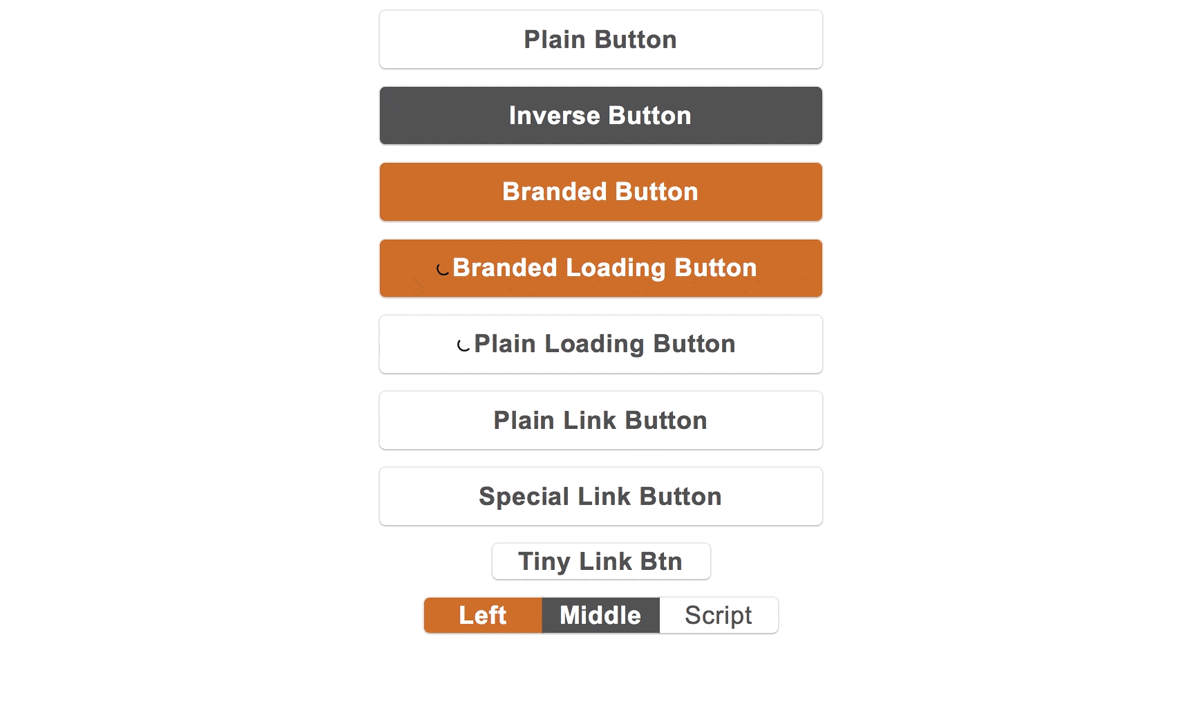 Plain Button
Inverse Button
Branded Button
Branded Loading Button
Plain Loading Button
Plain Link Button
Special Link Button
Tiny Link Btn
Left Middle Script